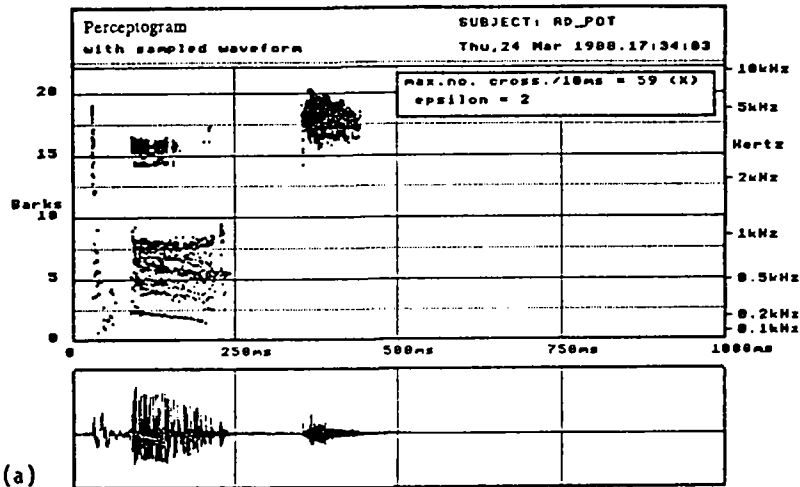 Perceptogram
with sampled waveform
SUBJECT: RD_POT
Thu,24 Mar 1988.17:34:03
max.no. cross./10ms = 59 (X)
epsilon = 2
20
15
Barks
10
5
0
10kHz
5kHz
Hertz
2kHz
1kHz
0.5kHz
0.2kHz
0.1kHz
0
250ms
500ms
750ms
1000ms
(a)